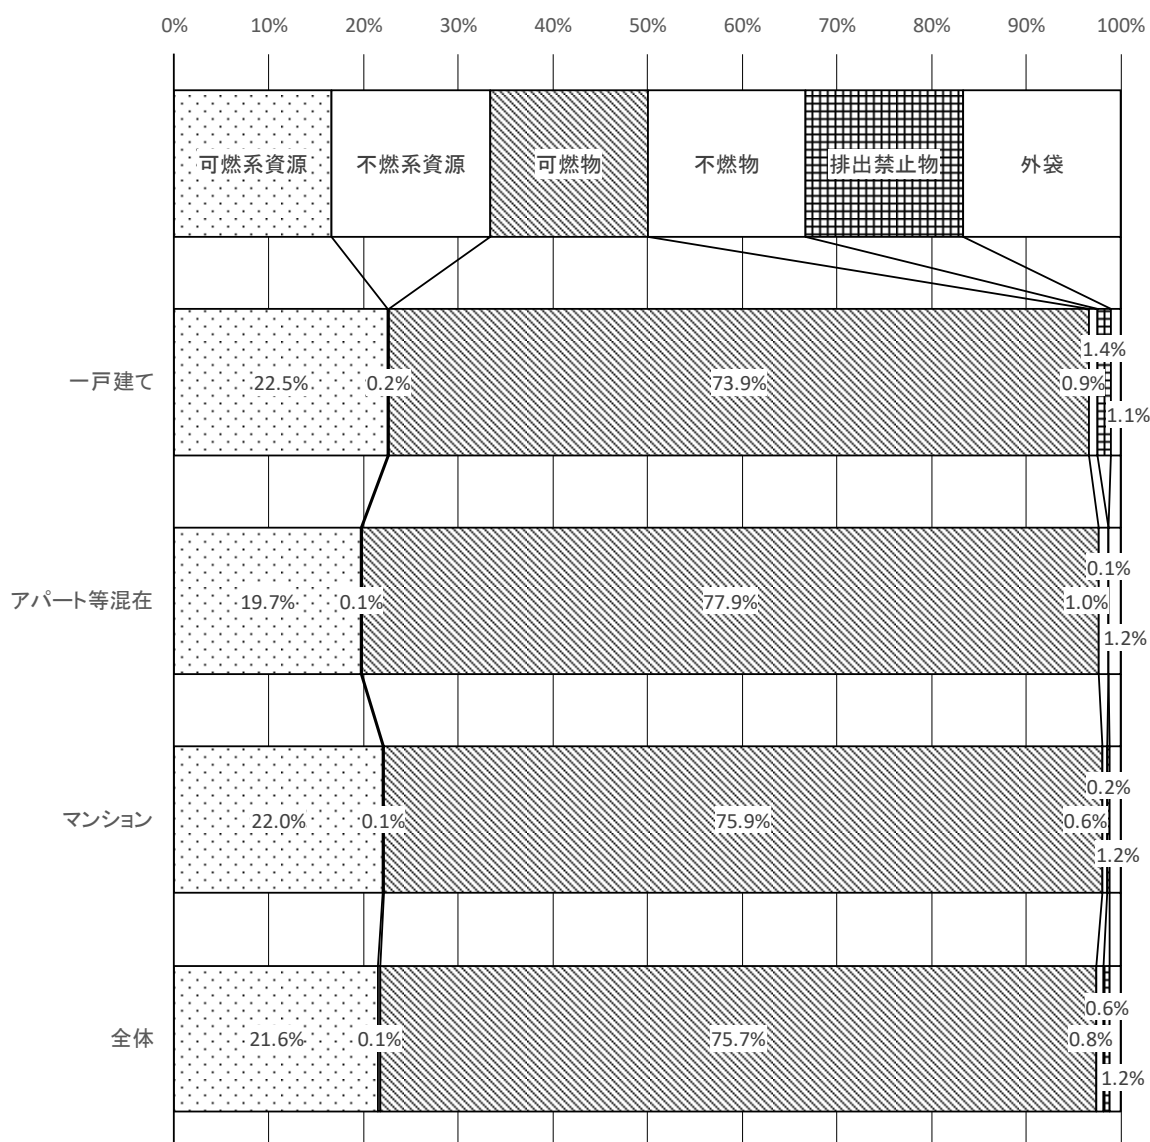 0% 10% 20% 30% 40% 50% 60% 70% 80% 90% 100%
可燃系資源 不燃系資源 可燃物 不燃物 排出禁止物 外袋
1.4%
一戸建て 22.5% 0.2% 73.9% 0.9%
1.1%
0.1%
アパート等混在 19.7% 0.1% 77.9% 1.0%
1.2%
0.2%
マンション 22.0% 0.1% 75.9% 0.6%
1.2%
0.6%
全体 21.6% 0.1% 75.7% 0.8%
1.2%